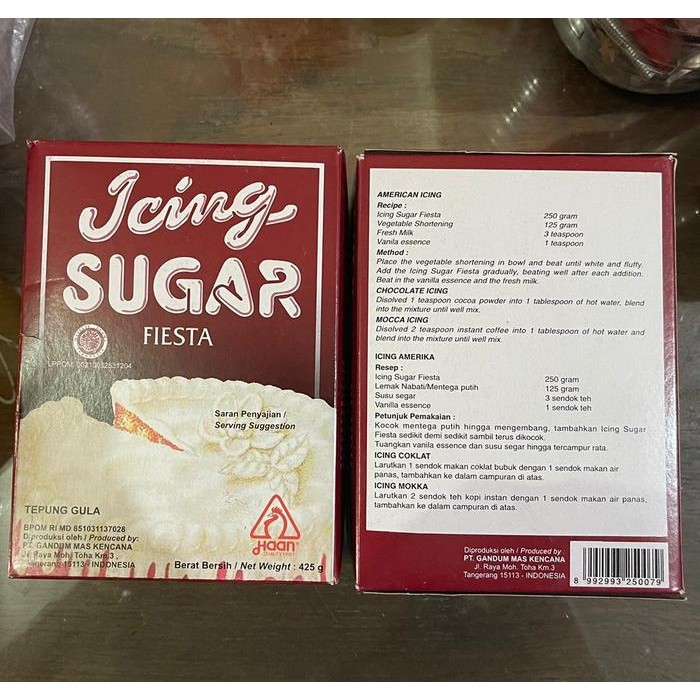 Icing
SUGAR
FIESTA
LPPOM 00210032531204
Saran Penyajian /
Serving Suggestion
TEPUNG GULA
BPOM RI MD 851031137028
Diproduksi oleh / Produced by:
PT. GANDUM MAS KENCANA
Jl. Raya Moh. Toha Km.3 ,
Tangerang 15113- INDONESIA
Haan
QUALITY FIRST
Berat Bersih / Net Weight : 425 g
AMERICAN ICING
Recipe :
Icing Sugar Fiesta 250 gram
Vegetable Shortening 125 gram
Fresh Milk 3 teaspoon
Vanila essence 1 teaspoon
Method :
Place the vegetable shortening in bowl and beat until white and fluffy.
Add the Icing Sugar Fiesta gradually, beating well after each addition.
Beat in the vanilla essence and the fresh milk.
CHOCOLATE ICING
Disolved 1 teaspoon cocoa powder into 1 tablespoon of hot water, blend
into the mixture until well mix.
MOCCA ICING
Disolved 2 teaspoon instant coffee into 1 tablespoon of hot water and
blend into the mixture until well mix.
ICING AMERIKA
Resep :
Icing Sugar Fiesta 250 gram
Lemak Nabati/Mentega putih 125 gram
Susu segar 3 sendok teh
Vanilla essence 1 sendok teh
Petunjuk Pemakaian :
Kocok mentega putih hingga mengembang, tambahkan Icing Sugar
Fiesta sedikit demi sedikit sambil terus dikocok.
Tuangkan vanilla essence dan susu segar hingga tercampur rata.
ICING COKLAT
Larutkan 1 sendok makan coklat bubuk dengan 1 sendok makan air
panas, tambahkan ke dalam campuran di atas.
ICING MOKKA
Larutkan 2 sendok teh kopi instan dengan 1 sendok makan air panas,
tambahkan ke dalam campuran di atas.
Diproduksi oleh / Produced by :
PT. GANDUM MAS KENCANA
Jl. Raya Moh. Toha Km.3
Tangerang 15113 - INDONESIA
8 992993 250079